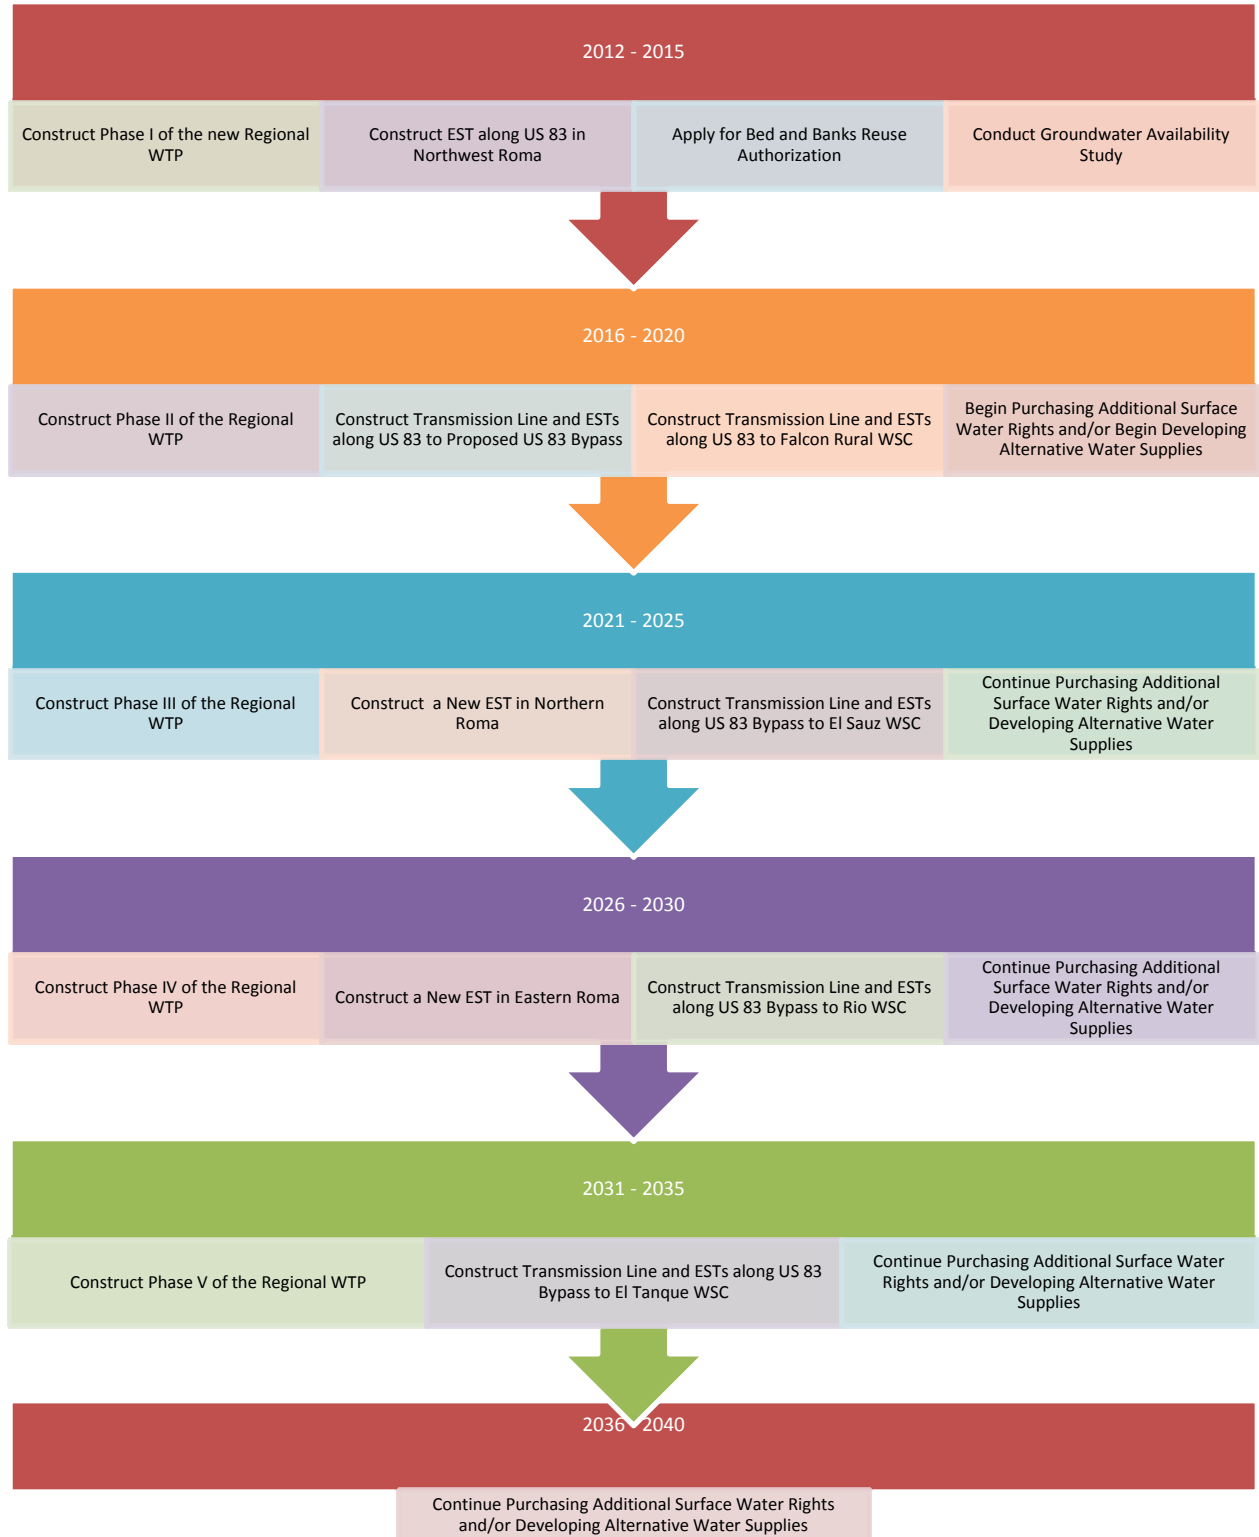 2012 - 2015
Construct Phase I of the new Regional
WTP
Construct EST along US 83 in
Northwest Roma
Apply for Bed and Banks Reuse
Authorization
Conduct Groundwater Availability
Study
2016 - 2020
Construct Phase II of the Regional
WTP
Construct Transmission Line and ESTs
along US 83 to Proposed US 83 Bypass
Construct Transmission Line and ESTs
along US 83 to Falcon Rural WSC
Begin Purchasing Additional Surface
Water Rights and/or Begin Developing
Alternative Water Supplies
2021 - 2025
Construct Phase III of the Regional
WTP
Construct a New EST in Northern
Roma
Construct Transmission Line and ESTs
along US 83 Bypass to El Sauz WSC
Continue Purchasing Additional
Surface Water Rights and/or
Developing Alternative Water
Supplies
2026 - 2030
Construct Phase IV of the Regional
WTP
Construct a New EST in Eastern Roma
Construct Transmission Line and ESTs
along US 83 Bypass to Rio WSC
Continue Purchasing Additional
Surface Water Rights and/or
Developing Alternative Water
Supplies
2031 - 2035
Construct Phase V of the Regional WTP
Construct Transmission Line and ESTs along US 83
Bypass to El Tanque WSC
Continue Purchasing Additional Surface Water
Rights and/or Developing Alternative Water
Supplies
2036 - 2040
Continue Purchasing Additional Surface Water Rights
and/or Developing Alternative Water Supplies